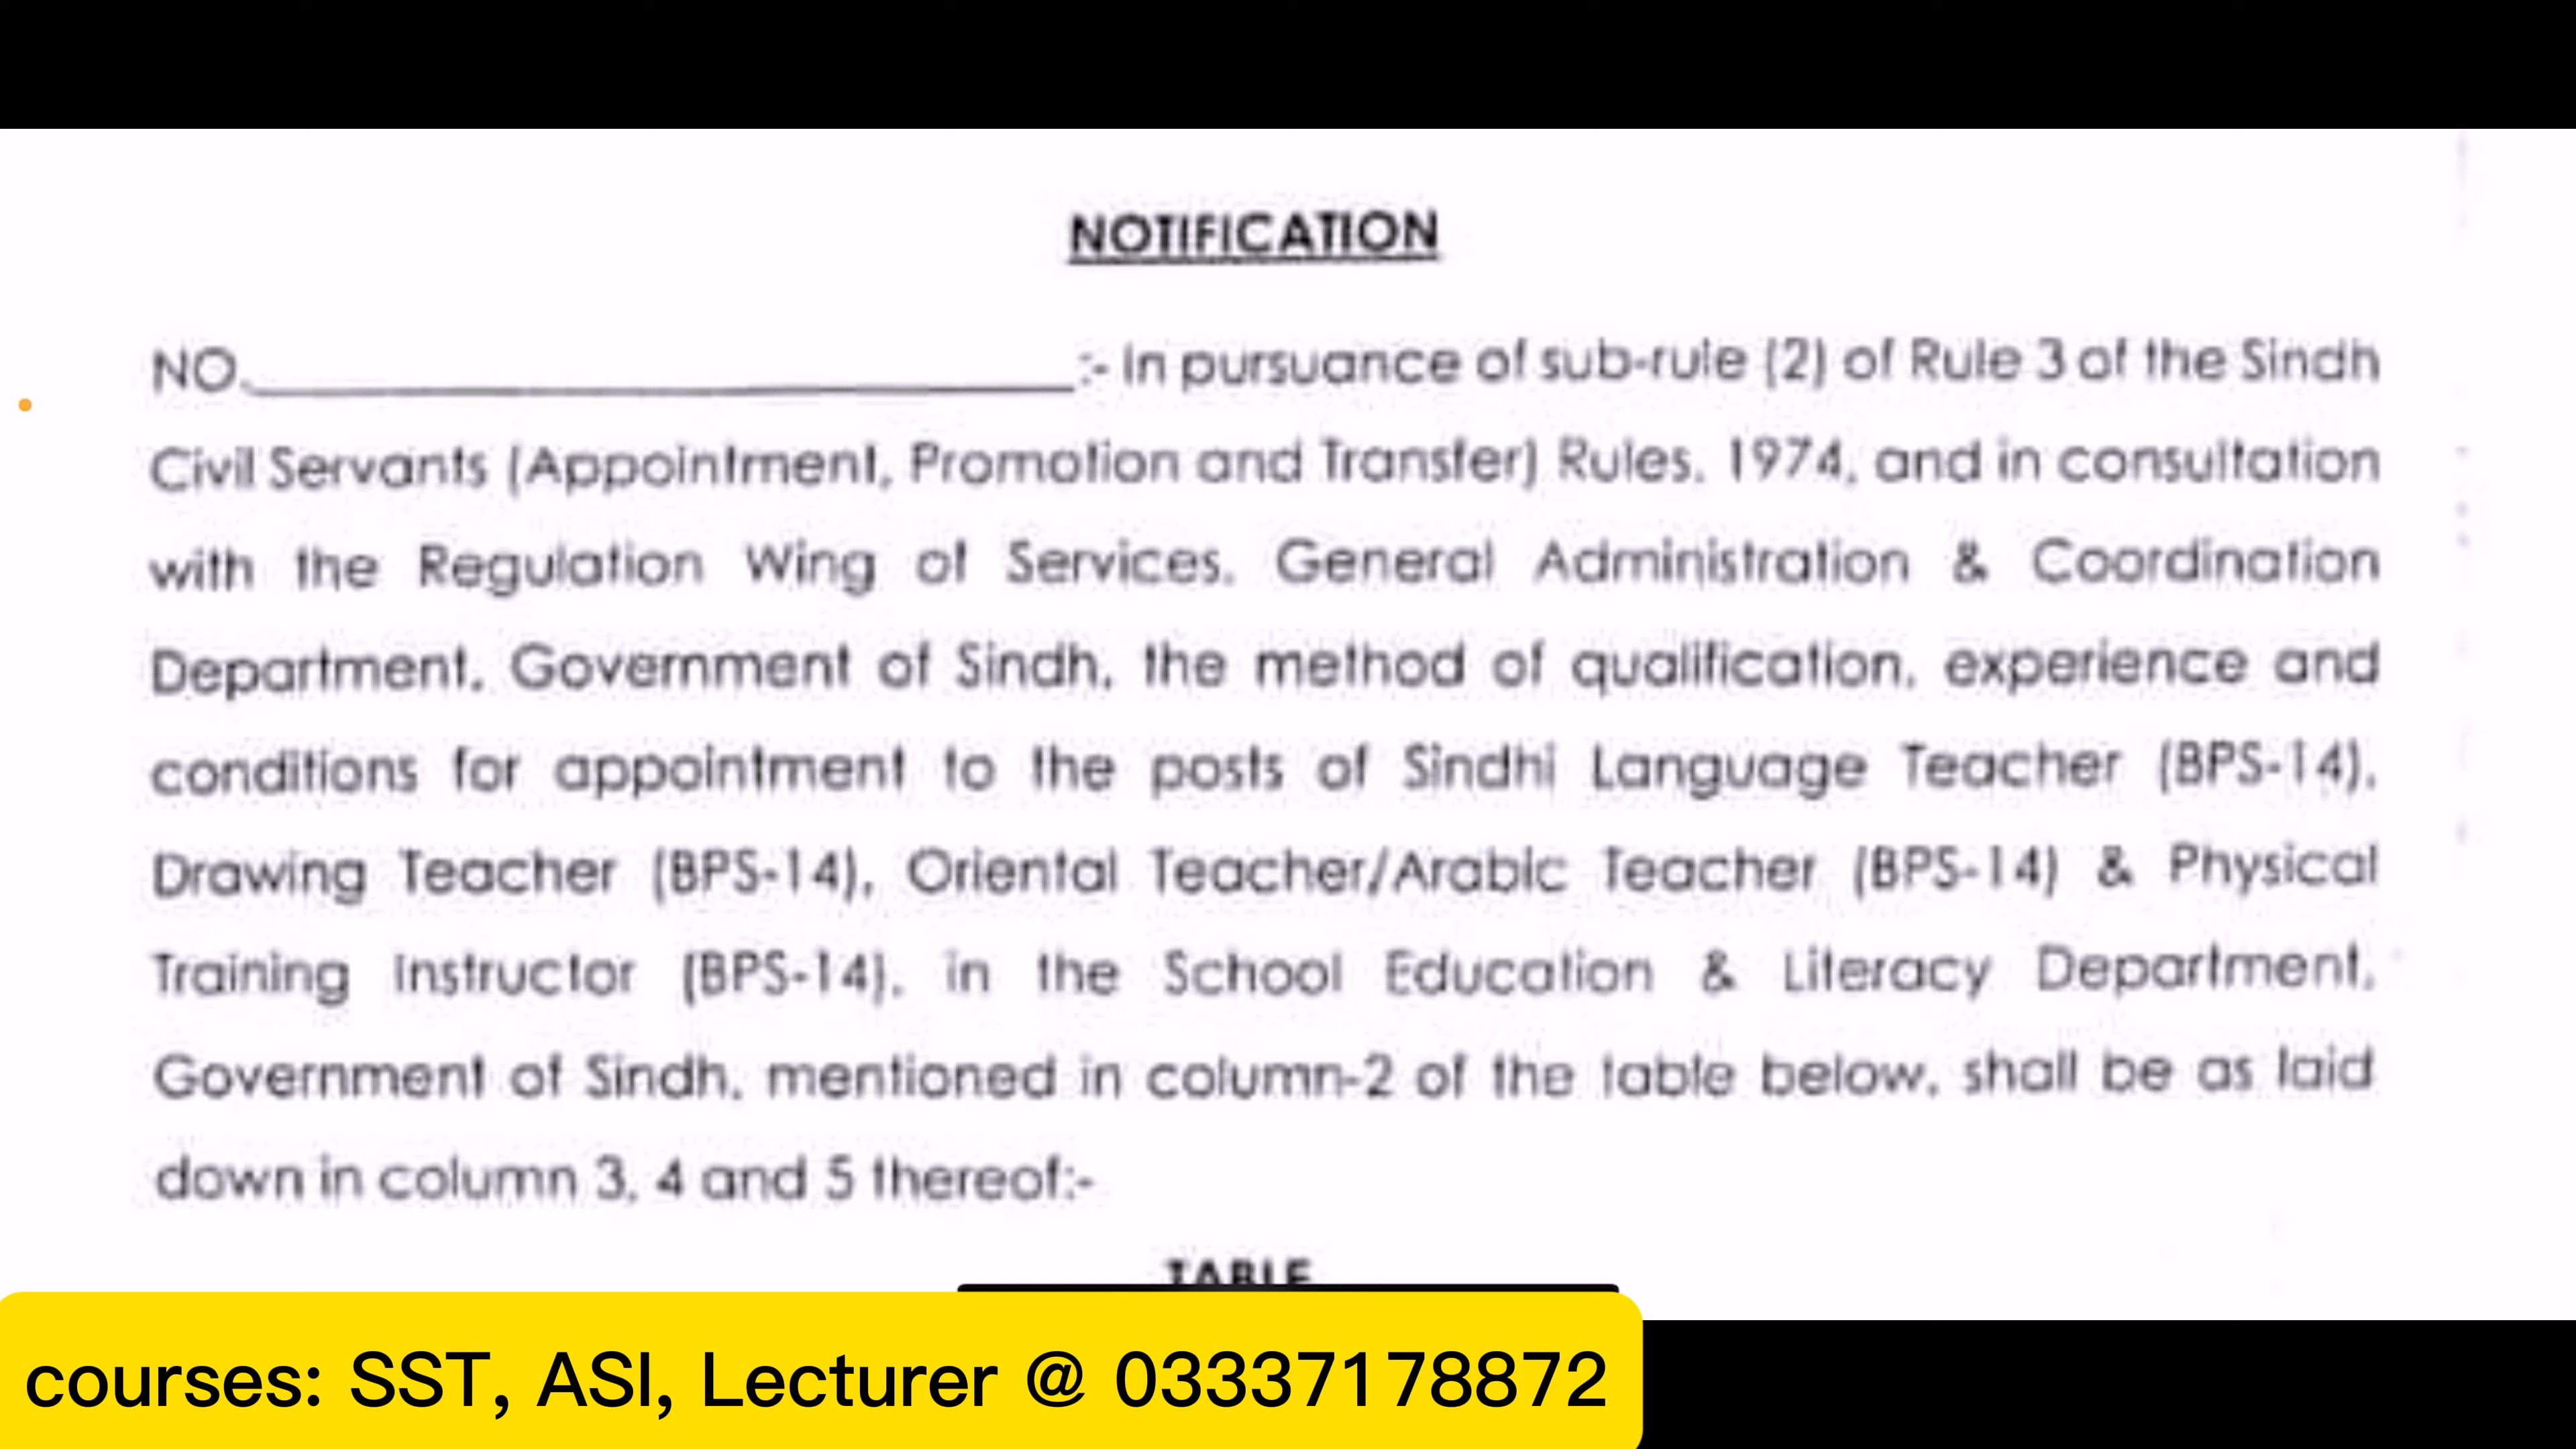 NOTIFICATION
NO.______________________:- In pursuance of sub-rule (2) of Rule 3 of the Sindh
Civil Servants (Appointment, Promotion and Transfer) Rules, 1974, and in consultation
with the Regulation Wing of Services, General Administration & Coordination
Department, Government of Sindh, the method of qualification, experience and
conditions for appointment to the posts of Sindhi Language Teacher (BPS-14),
Drawing Teacher (BPS-14), Oriental Teacher/Arabic Teacher (BPS-14) & Physical
Training Instructor (BPS-14), in the School Education & Literacy Department,
Government of Sindh, mentioned in column-2 of the table below, shall be as laid
down in column 3, 4 and 5 thereof:-
TABLE
courses: SST, ASI, Lecturer @ 03337178872